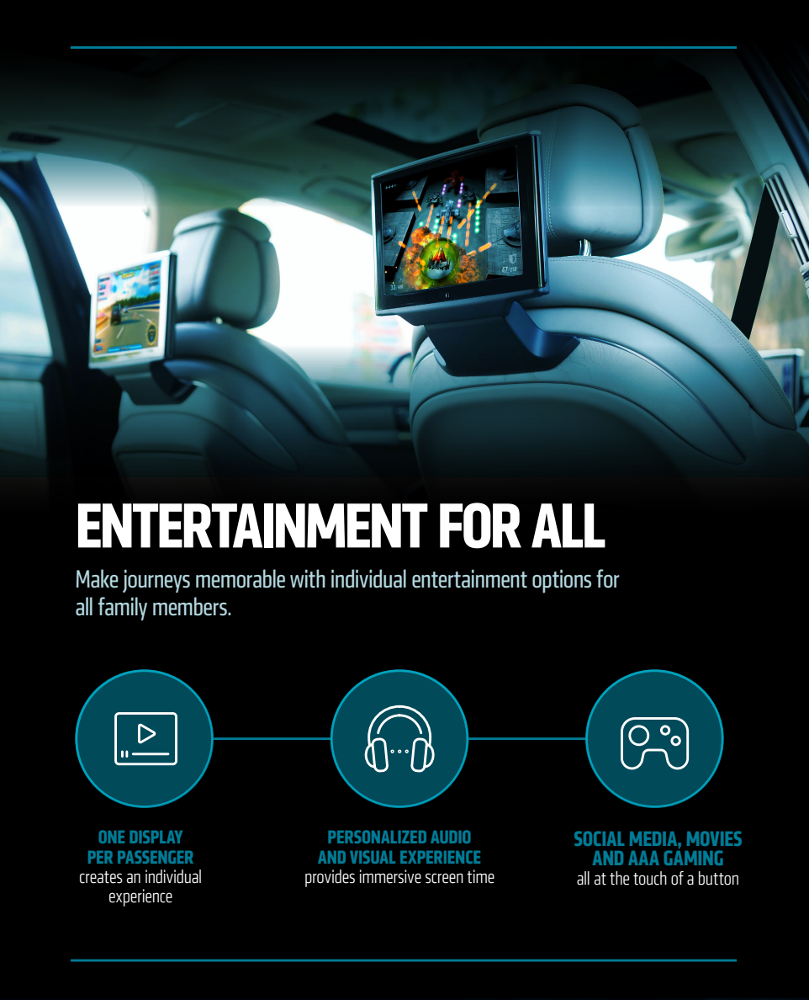 47/250
ENTERTAINMENT FOR ALL
Make journeys memorable with individual entertainment options for
all family members.
ONE DISPLAY
PER PASSENGER
creates an individual
experience
PERSONALIZED AUDIO
AND VISUAL EXPERIENCE
provides immersive screen time
SOCIAL MEDIA, MOVIES
AND AAA GAMING
all at the touch of a button